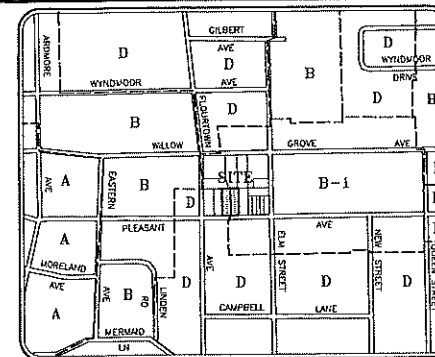 GILBERT
AVE
D
ARDMORE
D
D
WYNDMOOR
DRIVE
B
D
WYNDMOOR
AVE
FLOURTOWN
D
B
WILLOW
GROVE AVE
SITE
AVE
A
EASTERN
B
B-1
D
PLEASANT
AVE
A
MORELAND
AVE
AVE
B
RD
LINDEN
D
AVE
D
ELM
STREET
D
NEW
STREET
D
A
CAMPBELL
LANE
MERMAID
LN